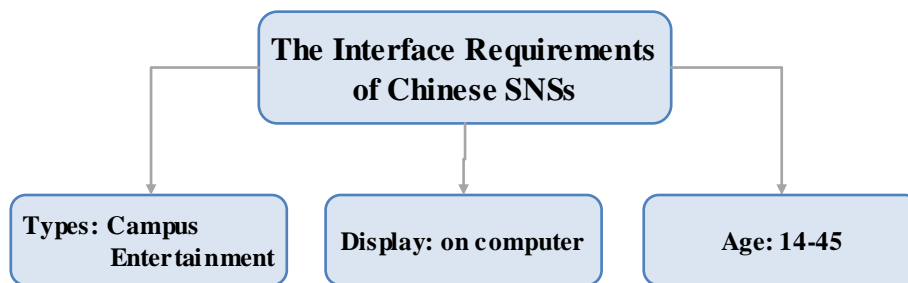 The Interface Requirements
of Chinese SNSs
Types: Campus
Entertainment
Display: on computer
Age: 14-45